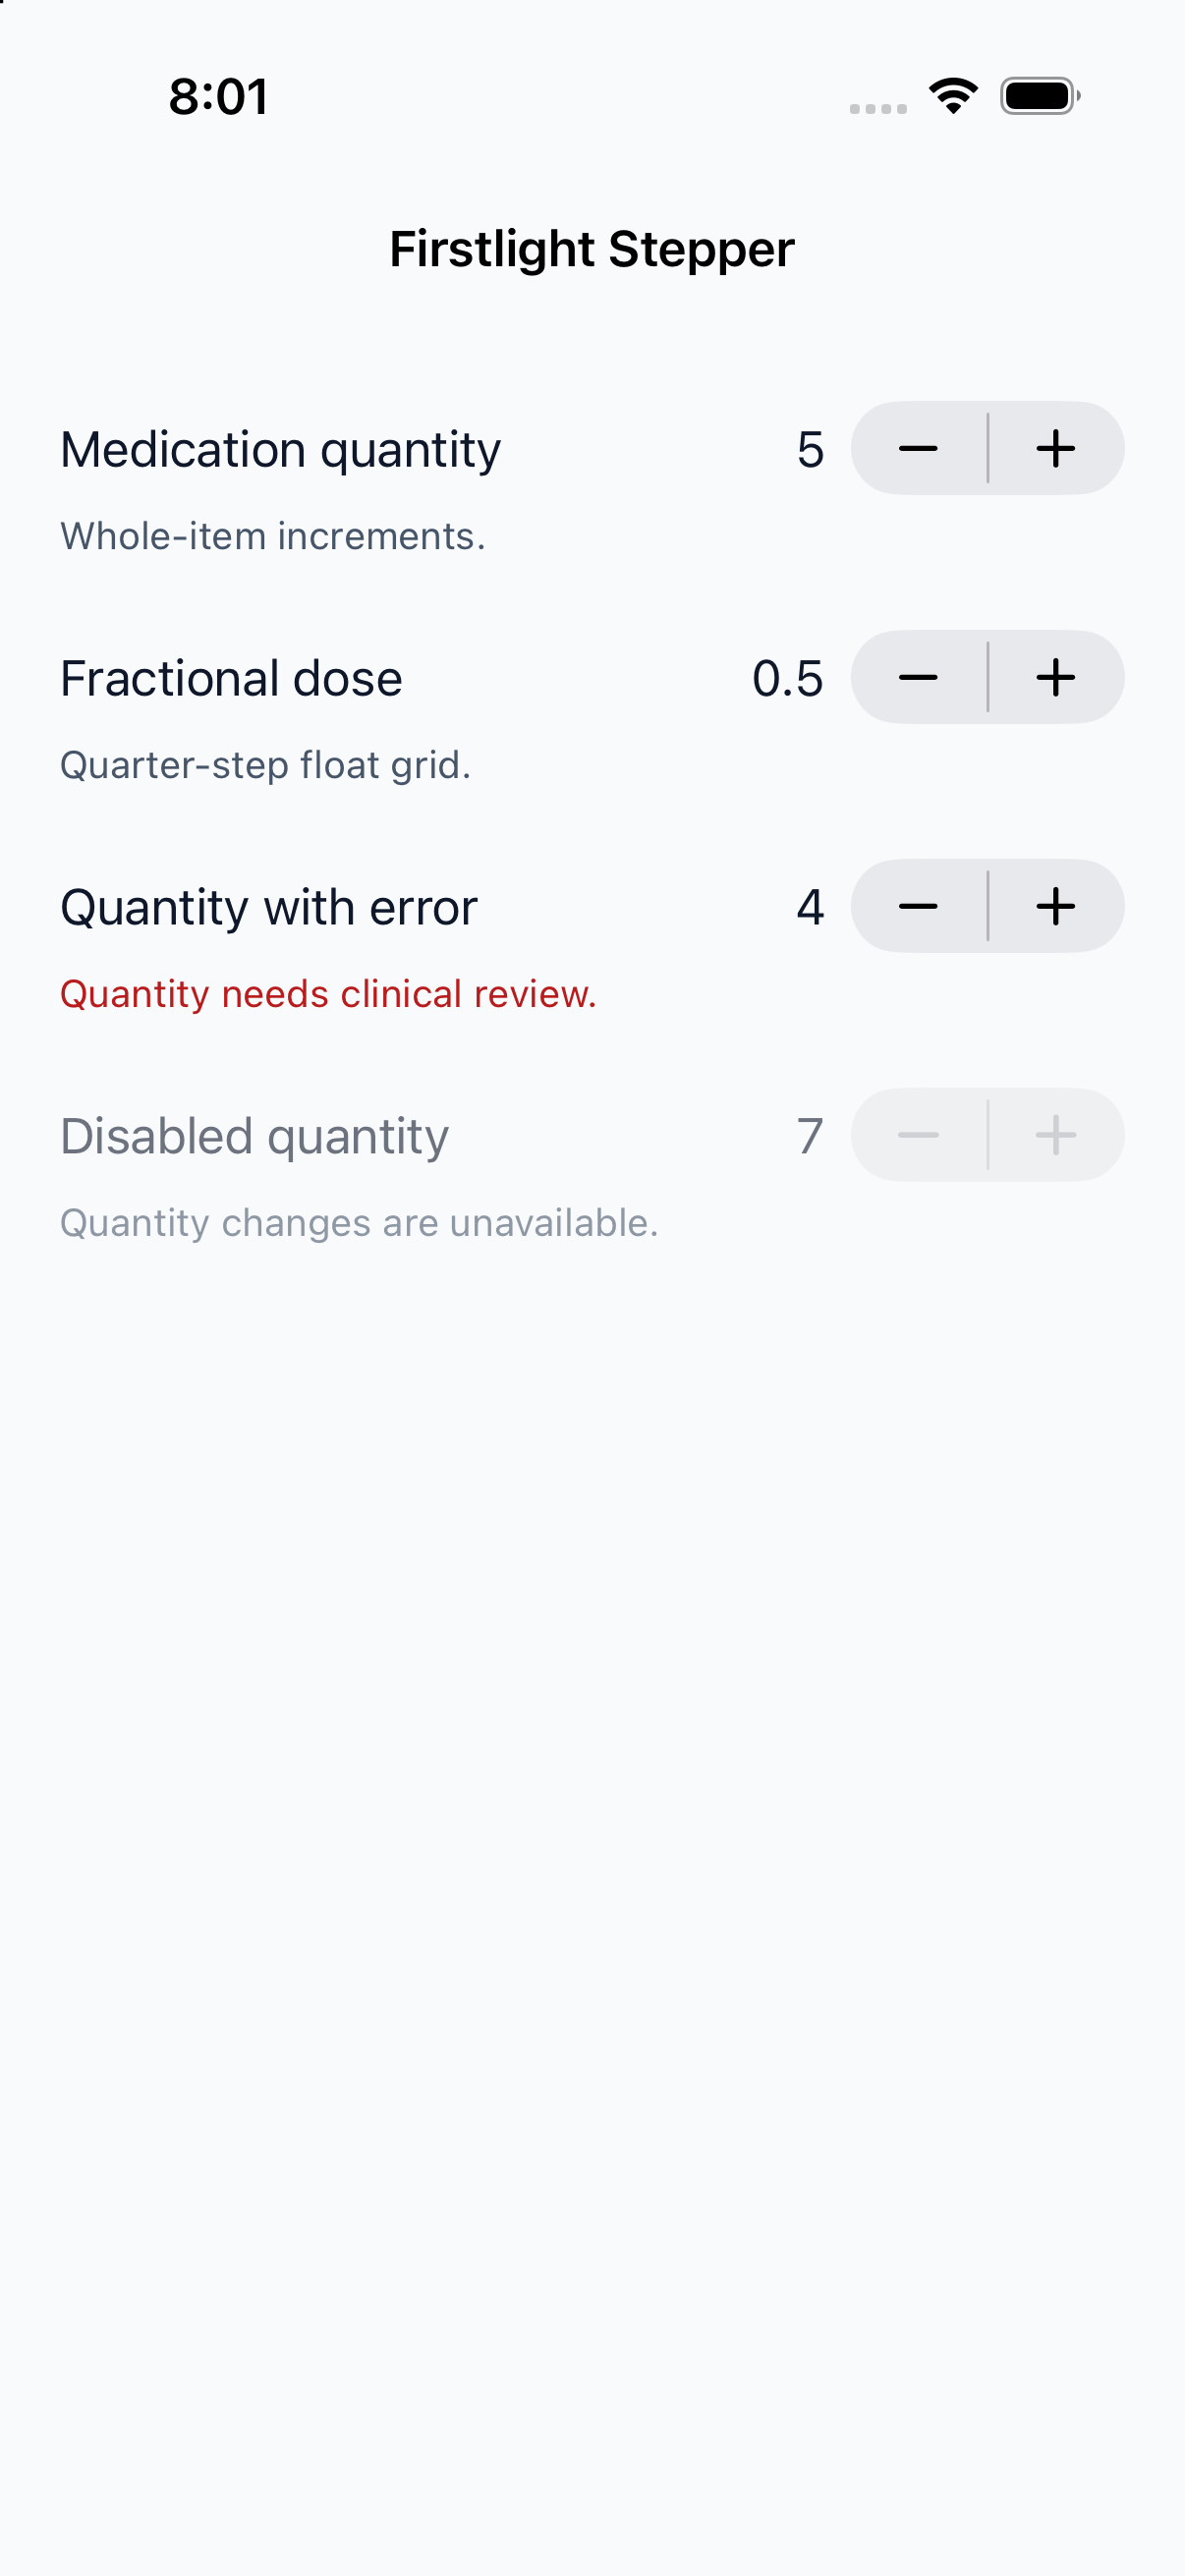 8:01
Firstlight Stepper
Medication quantity 5
Whole-item increments.
Fractional dose 0.5
Quarter-step float grid.
Quantity with error 4
Quantity needs clinical review.
Disabled quantity 7
Quantity changes are unavailable.